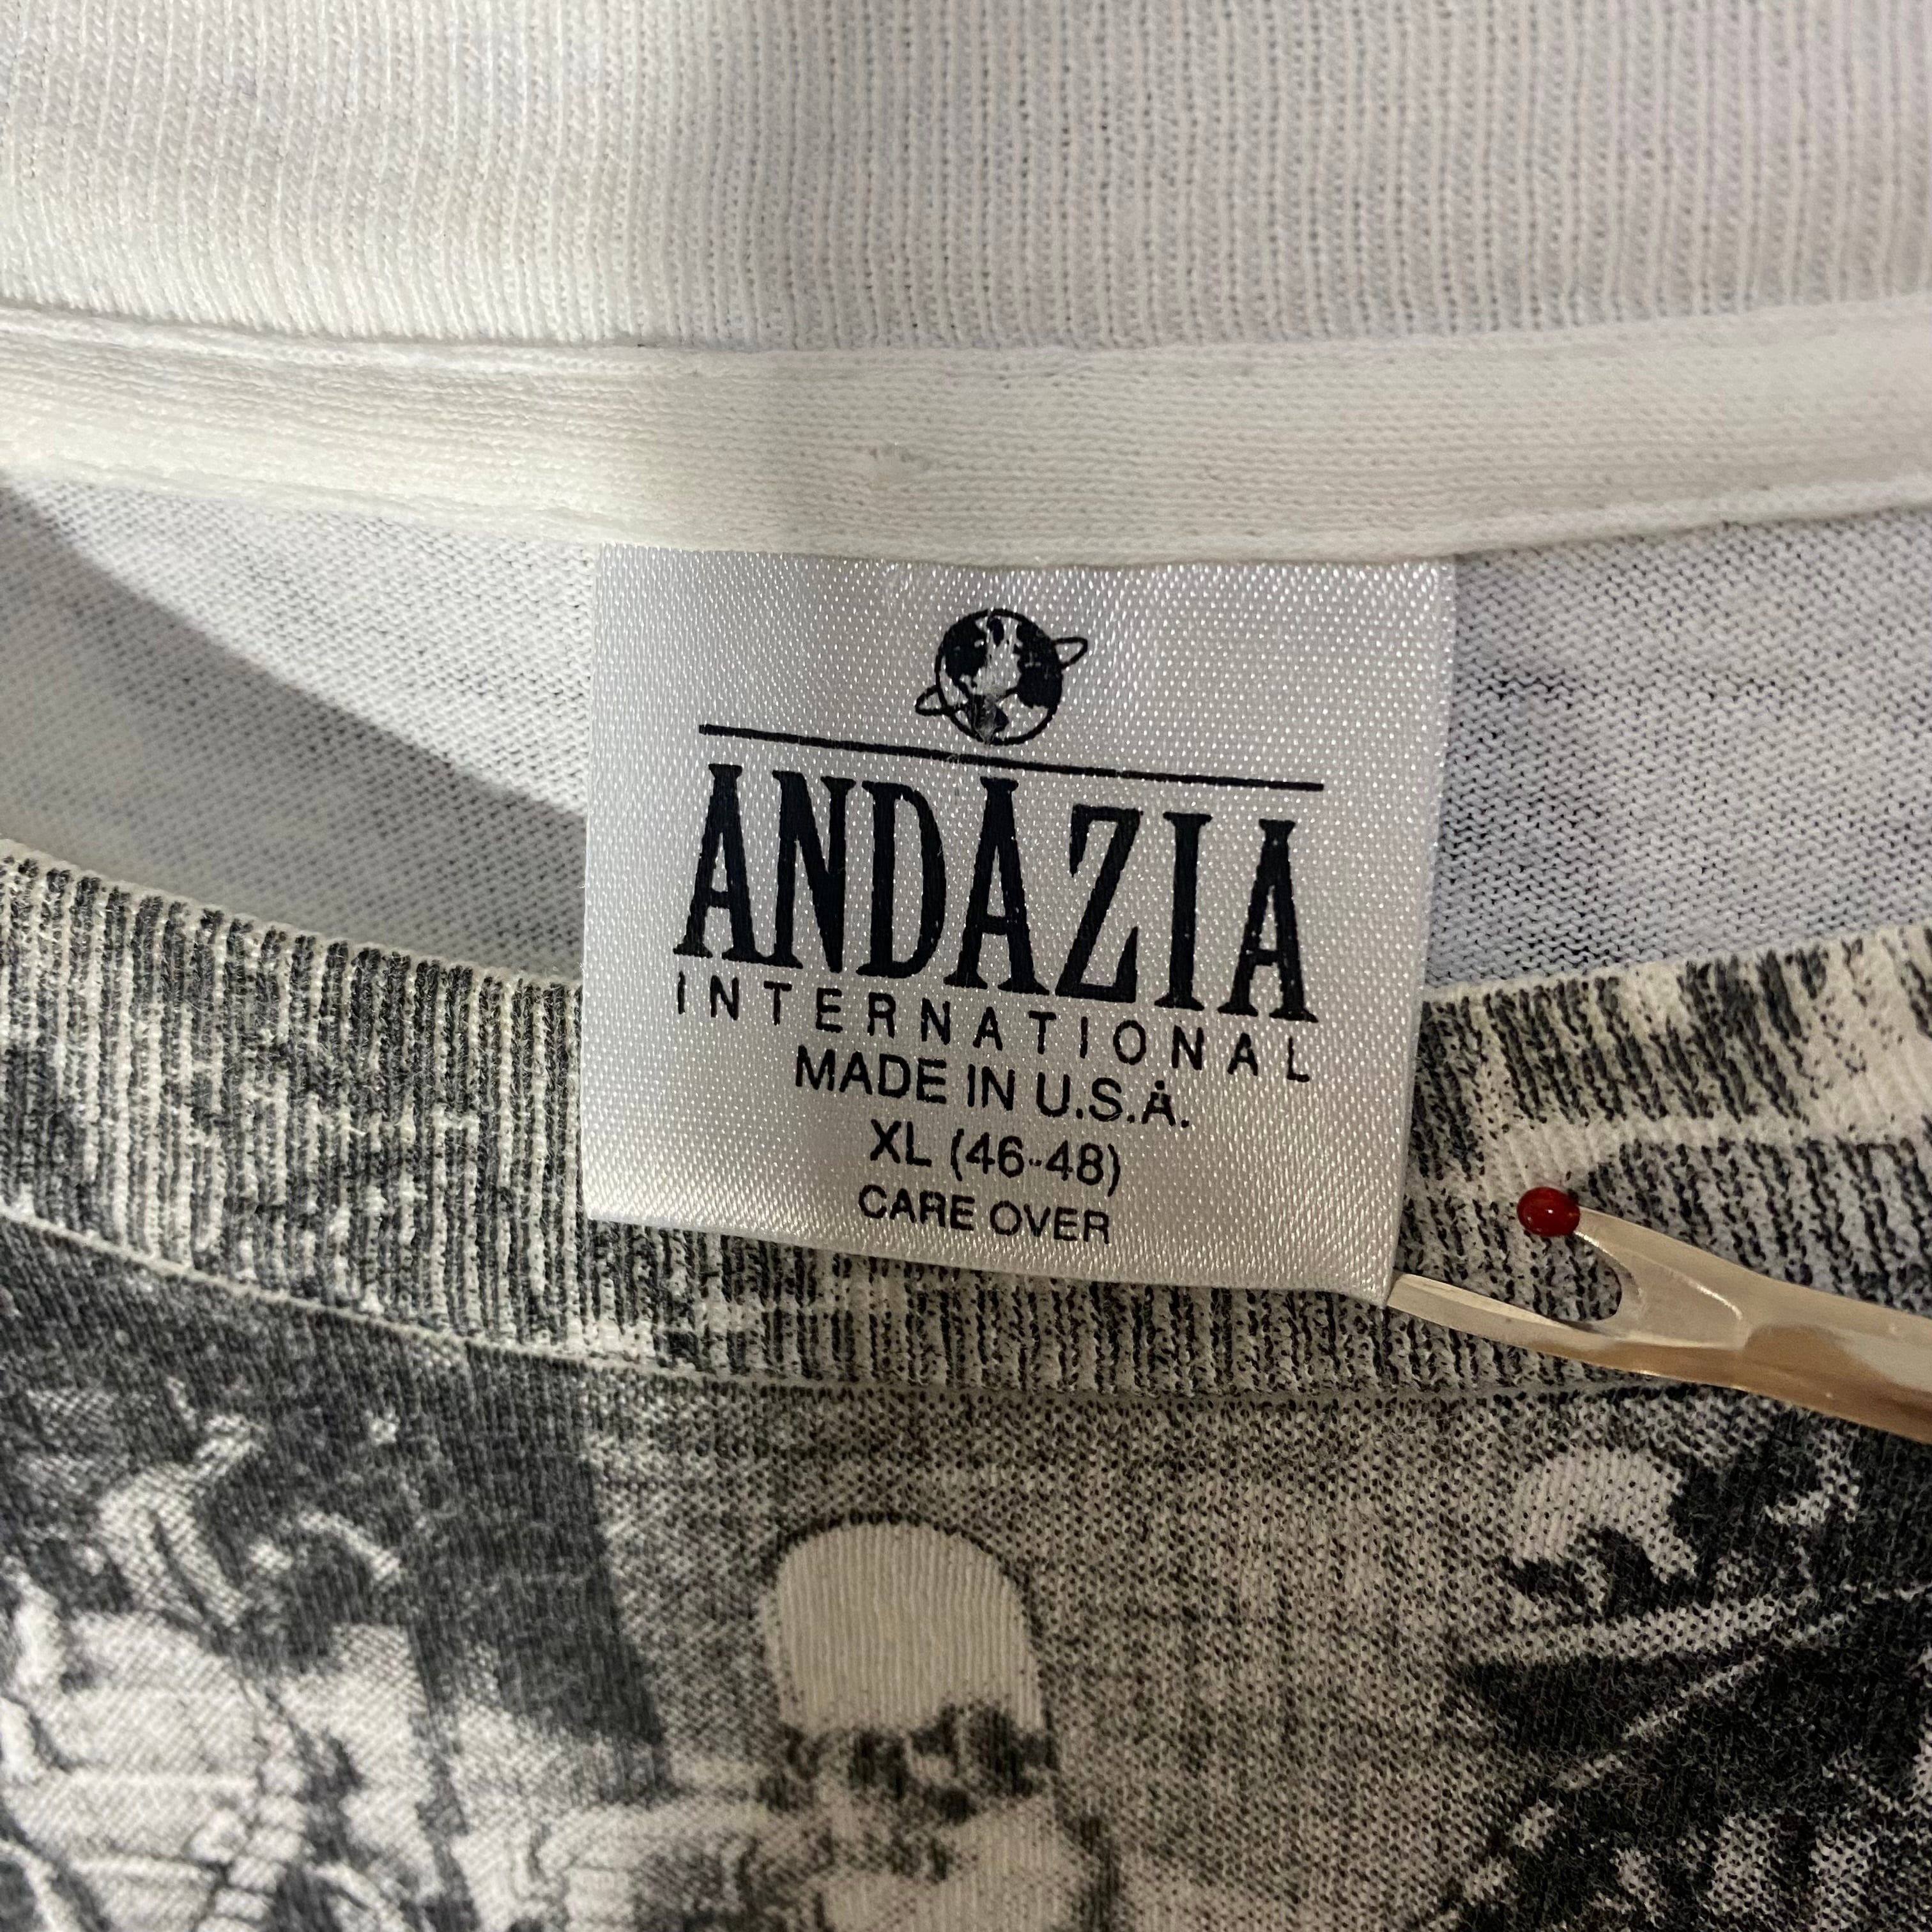 ANDAZIA
INTERNATIONAL
MADE IN U.S.A.
XL (46-48)
CARE OVER